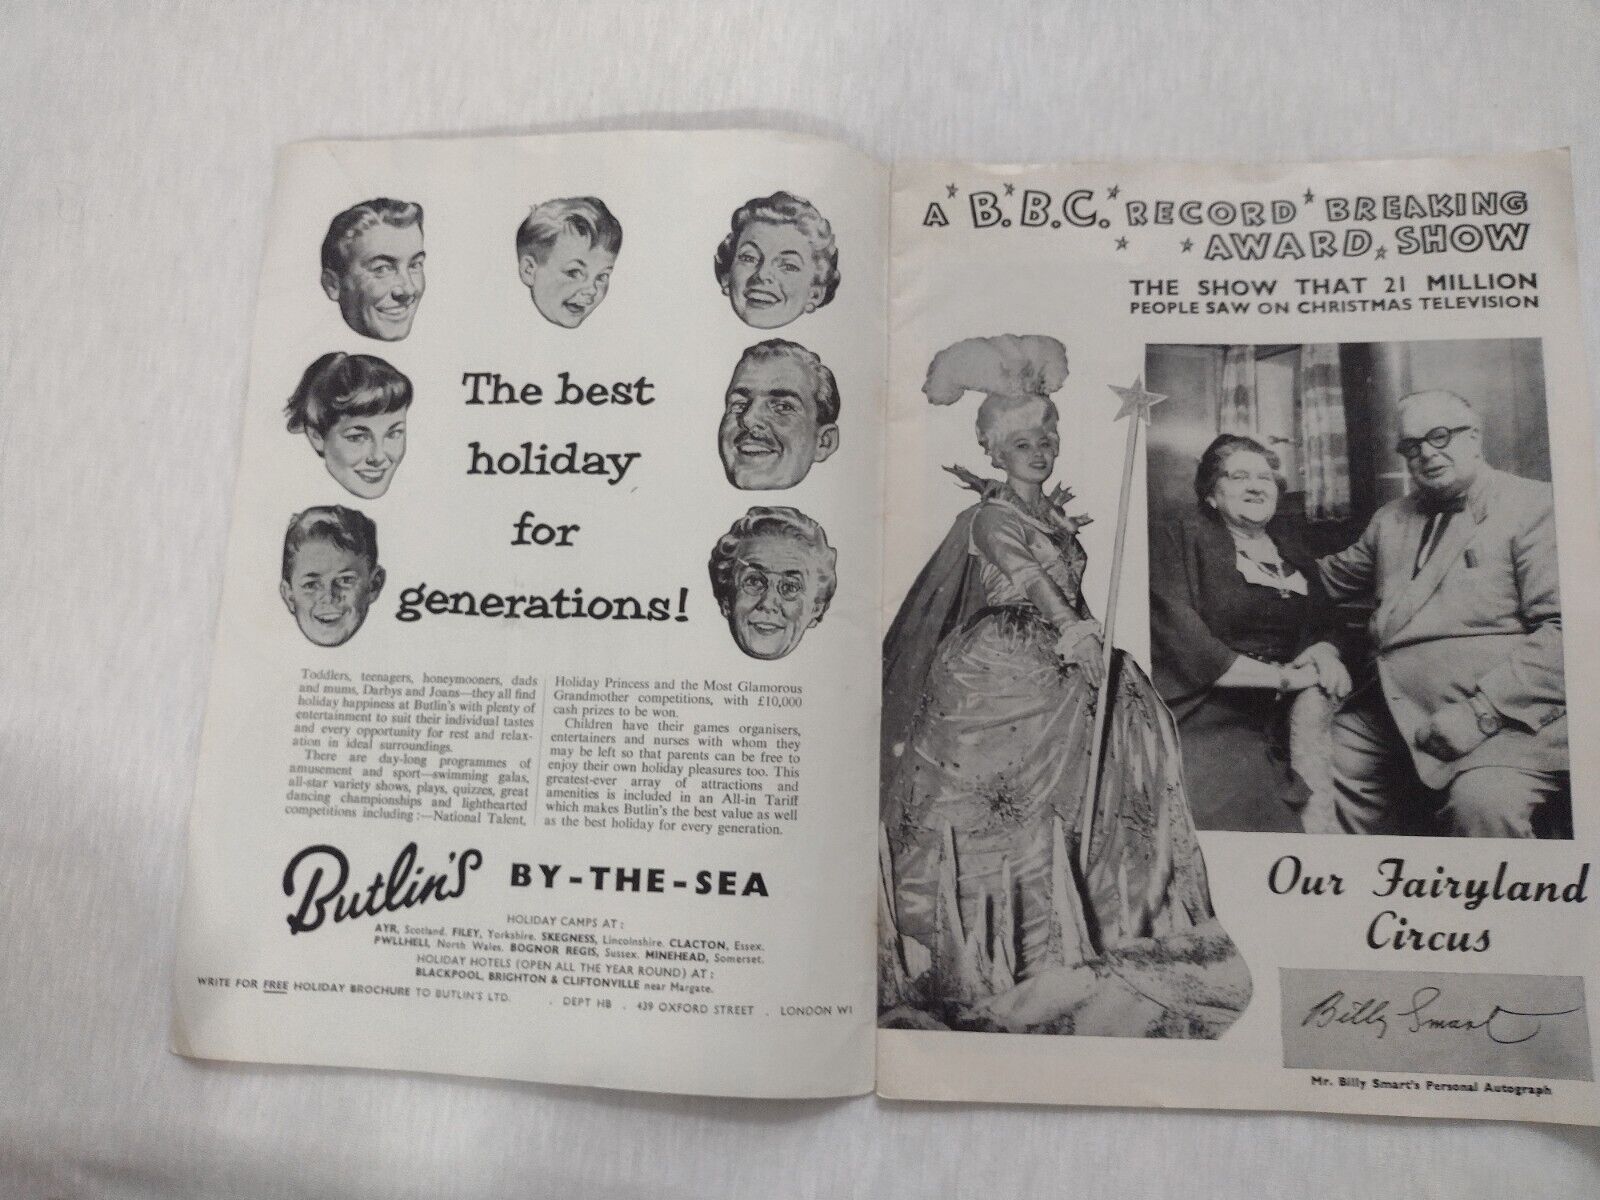 The best
holiday
for
generations!
Toddlers, teenagers, honeymooners, dads
and mums, Darbys and Joans—they all find
holiday happiness at Butlin's with plenty of
entertainment to suit their individual tastes
and every opportunity for rest and relax-
ation in ideal surroundings.
There are day-long programmes of
amusement and sport—swimming galas,
all-star variety shows, plays, quizzes, great
dancing championships and lighthearted
competitions including:—National Talent,
Holiday Princess and the Most Glamorous
Grandmother competitions, with £10,000
cash prizes to be won.
Children have their games organisers,
entertainers and nurses with whom they
may be left so that parents can be free to
enjoy their own holiday pleasures too. This
greatest-ever array of attractions and
amenities is included in an All-in Tariff
which makes Butlin's the best value as well
as the best holiday for every generation.
Butlin's BY-THE-SEA
HOLIDAY CAMPS AT:
AYR, Scotland. FILEY, Yorkshire. SKEGNESS, Lincolnshire. CLACTON, Essex.
PWLLHELI, North Wales. BOGNOR REGIS, Sussex. MINEHEAD, Somerset.
HOLIDAY HOTELS (OPEN ALL THE YEAR ROUND) AT:
BLACKPOOL, BRIGHTON & CLIFTONVILLE near Margate.
WRITE FOR FREE HOLIDAY BROCHURE TO BUTLIN'S LTD. . DEPT HB . 439 OXFORD STREET . LONDON W1
A B.B.C. RECORD BREAKING
AWARD SHOW
THE SHOW THAT 21 MILLION
PEOPLE SAW ON CHRISTMAS TELEVISION
Our Fairyland
Circus
Billy Smart
Mr. Billy Smart's Personal Autograph